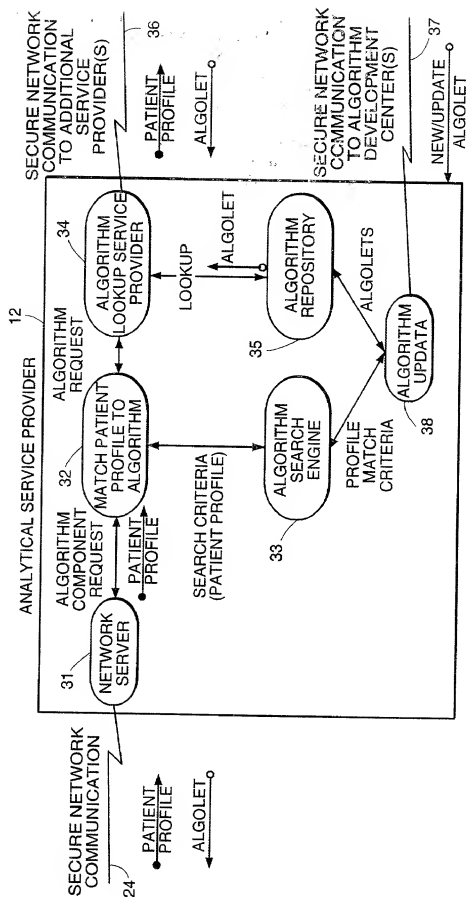 SECURE NETWORK
COMMUNICATION
24
PATIENT
PROFILE
ALGOLET
ANALYTICAL SERVICE PROVIDER
12
31
NETWORK
SERVER
ALGORITHM
COMPONENT
REQUEST
PATIENT
PROFILE
32
MATCH PATIENT
PROFILE TO
ALGORITHM
ALGORITHM
REQUEST
34
ALGORITHM
LOOKUP SERVICE
PROVIDER
SEARCH CRITERIA
(PATIENT PROFILE)
LOOKUP
ALGOLET
33
ALGORITHM
SEARCH
ENGINE
35
ALGORITHM
REPOSITORY
PROFILE
MATCH
CRITERIA
ALGOLETS
38
ALGORITHM
UPDATA
SECURE NETWORK
COMMUNICATION
TO ADDITIONAL
SERVICE
PROVIDER(S)
36
PATIENT
PROFILE
ALGOLET
SECURE NETWORK
COMMUNICATION
TO ALGORITHM
DEVELOPMENT
CENTER(S)
37
NEW/UPDATE
ALGOLET